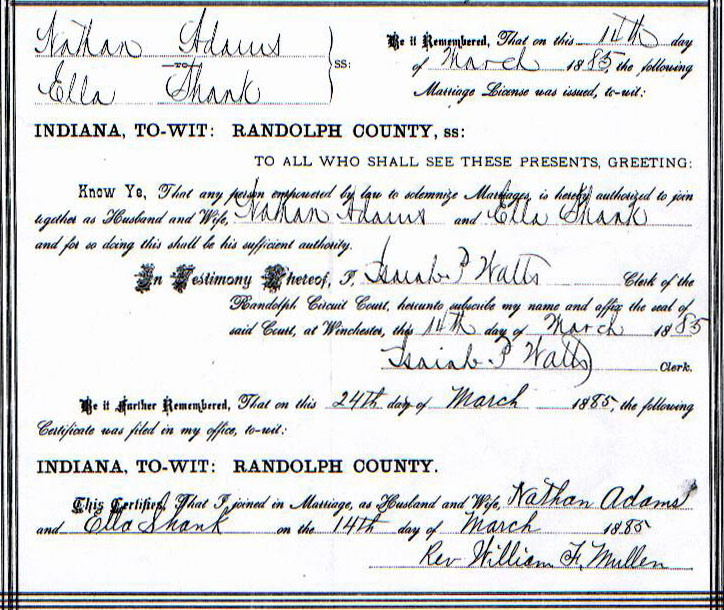 Nathan Adams
TO
Ella Shank
ss:
Be it Remembered, That on this 14th day
of March 1885, the following
Marriage License was issued, to-wit:
INDIANA, TO-WIT: RANDOLPH COUNTY, ss:
TO ALL WHO SHALL SEE THESE PRESENTS, GREETING:
Know Ye, That any person empowered by law to solemnize Marriages, is hereby authorized to join
together as Husband and Wife, Nathan Adams and Ella Shank
and for so doing this shall be his sufficient authority.
In Testimony Whereof, I, Isaiah P Watts Clerk of the
Randolph Circuit Court, hereunto subscribe my name and affix the seal of
said Court, at Winchester, this 14th day of March 1885
Isaiah P Watts Clerk.
Be it Further Remembered, That on this 24th day of March 1885, the following
Certificate was filed in my office, to-wit:
INDIANA, TO-WIT: RANDOLPH COUNTY.
This Certifies, That I joined in Marriage, as Husband and Wife, Nathan Adams
and Ella Shank on the 14th day of March 1885
Rev William F. Mullen